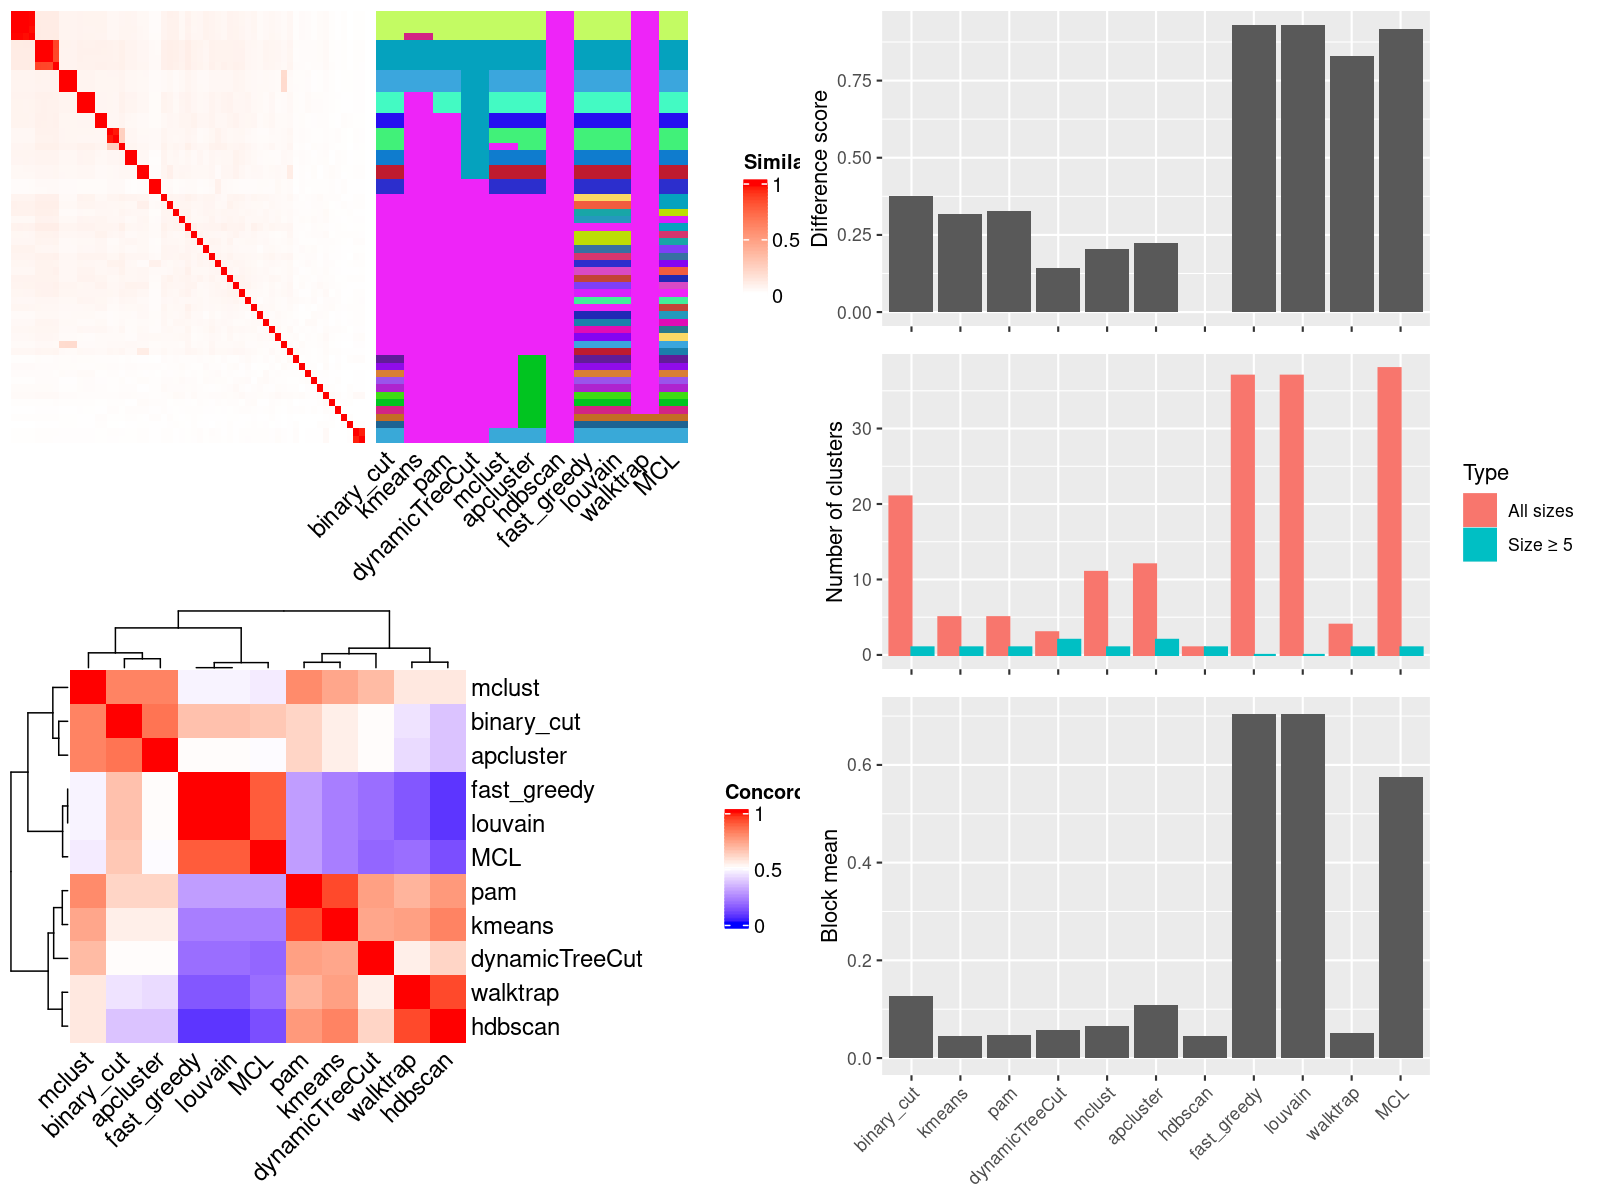 Simila
1
0.5
0
binary_cut
kmeans
pam
dynamicTreeCut
mclust
apcluster
hdbscan
fast_greedy
louvain
walktrap
MCL
mclust
binary_cut
apcluster
fast_greedy
louvain
MCL
pam
kmeans
dynamicTreeCut
walktrap
hdbscan
mclust
binary_cut
apcluster
fast_greedy
louvain
MCL
pam
kmeans
dynamicTreeCut
walktrap
hdbscan
Concord
1
0.5
0
Difference score
0.75
0.50
0.25
0.00
Number of clusters
30
20
10
0
Type
All sizes
Size ≥ 5
Block mean
0.6
0.4
0.2
0.0
binary_cut
kmeans
pam
dynamicTreeCut
mclust
apcluster
hdbscan
fast_greedy
louvain
walktrap
MCL